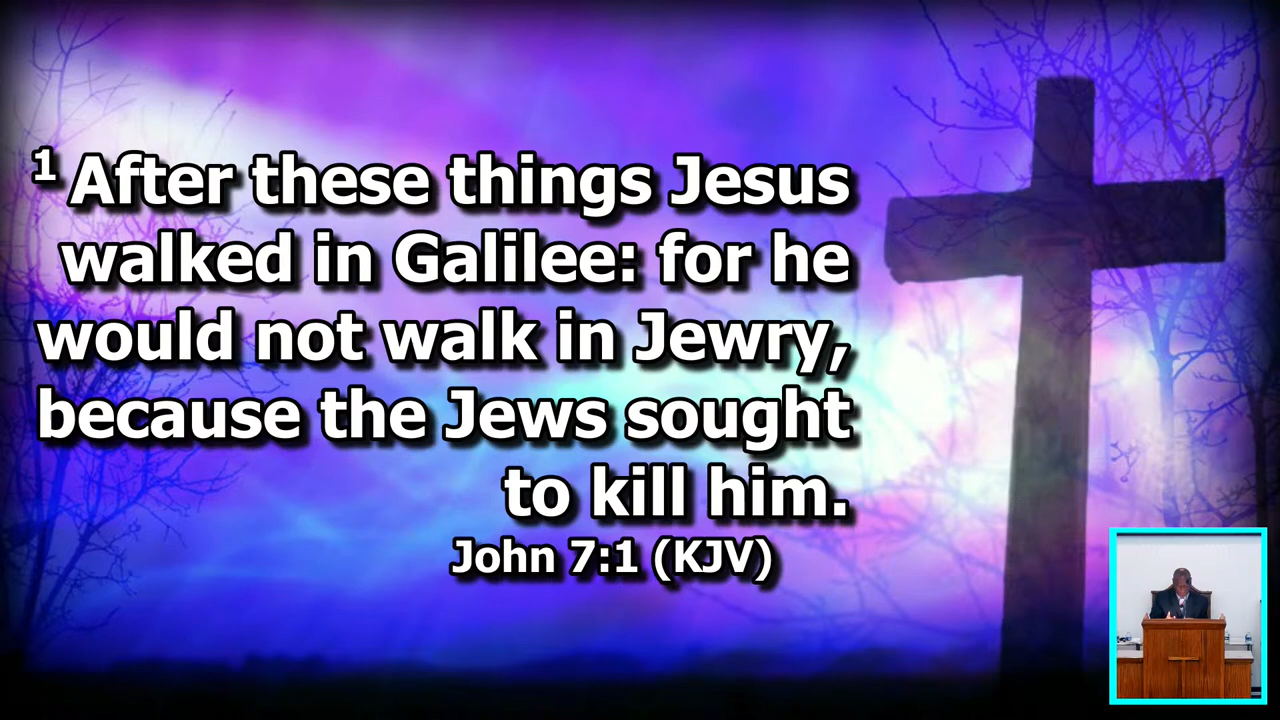 1 After these things Jesus
walked in Galilee: for he
would not walk in Jewry,
because the Jews sought
to kill him.
John 7:1 (KJV)